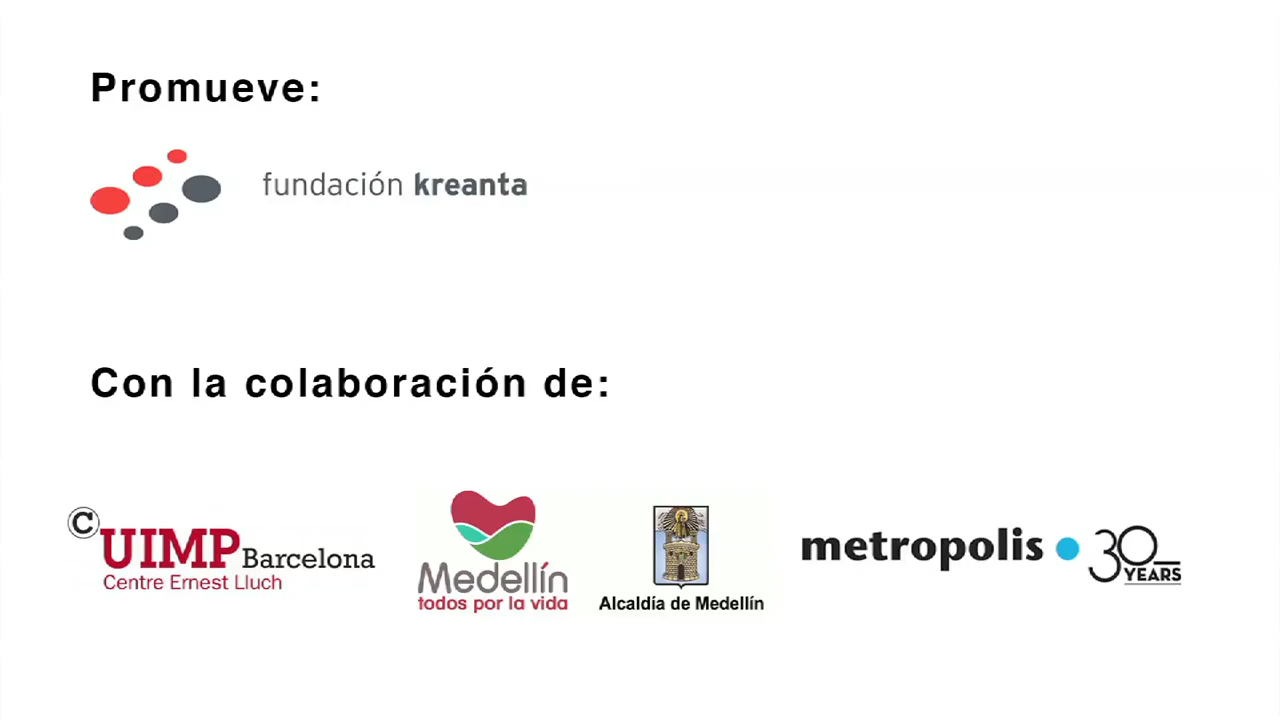 Promueve:
fundación kreanta
Con la colaboración de:
C UIMP Barcelona
Centre Ernest Lluch
Medellín
todos por la vida
Alcaldía de Medellín
metropolis 30 YEARS